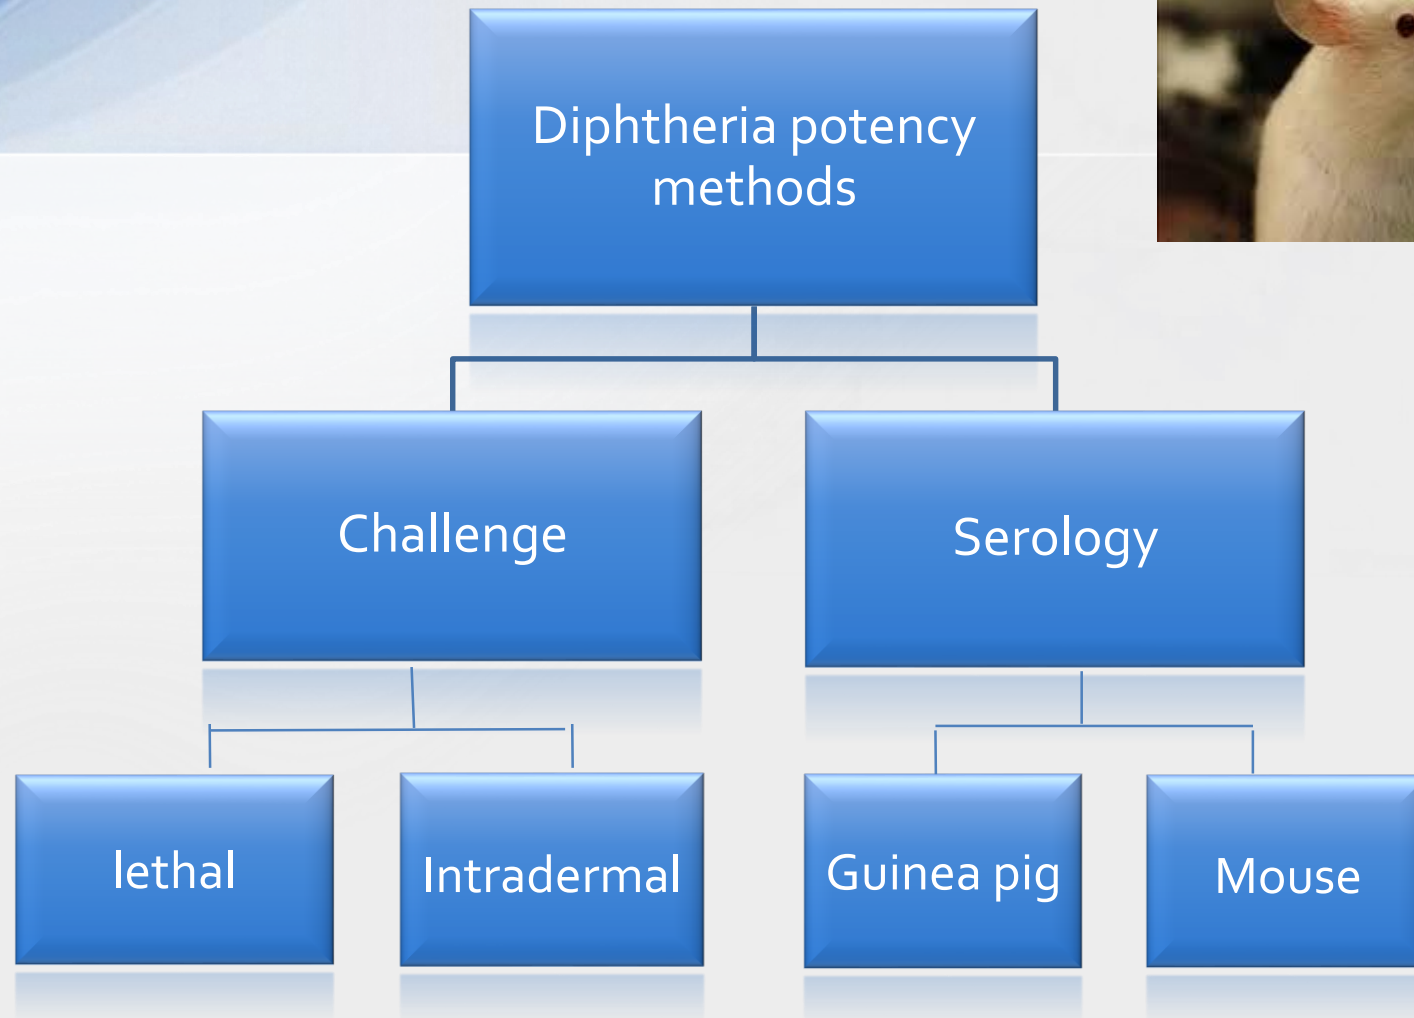 Diphtheria potency
methods
Challenge
Serology
lethal
Intradermal
Guinea pig
Mouse